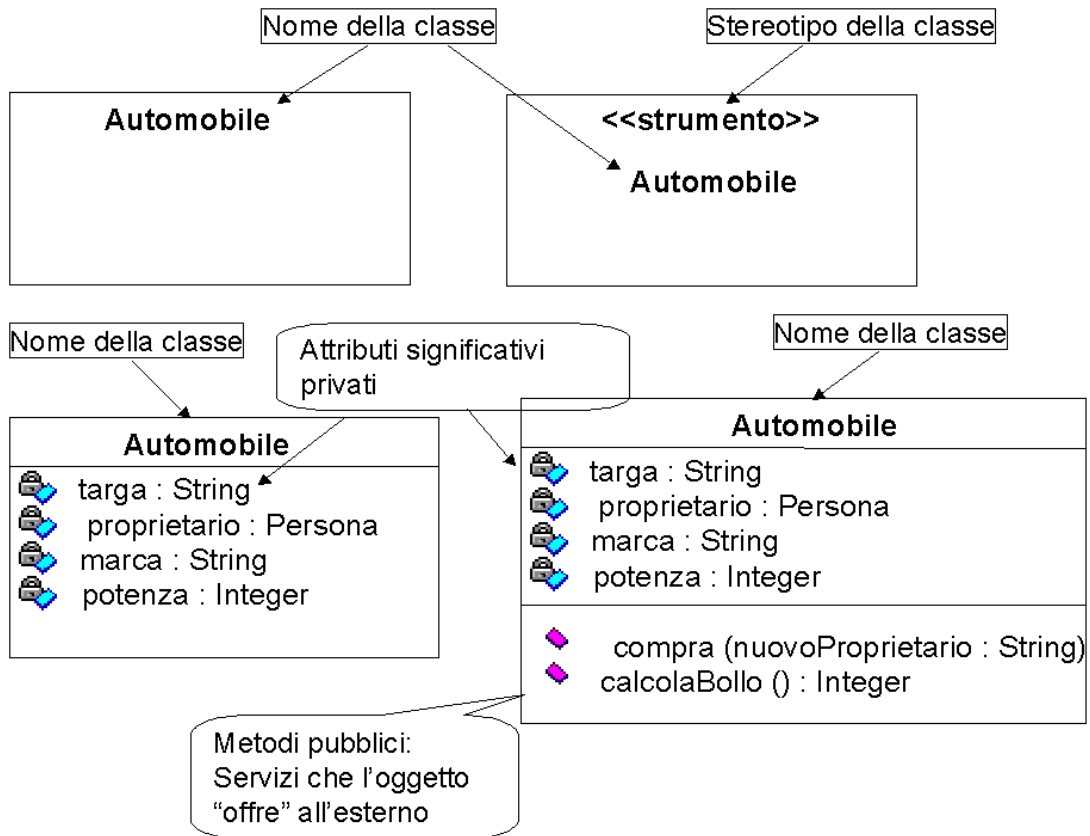 Nome della classe
Stereotipo della classe
Automobile
<<strumento>>
Automobile
Nome della classe
Attributi significativi
privati
Nome della classe
Automobile
targa : String
proprietario : Persona
marca : String
potenza : Integer
Automobile
targa : String
proprietario : Persona
marca : String
potenza : Integer
compra (nuovoProprietario : String)
calcolaBollo () : Integer
Metodi pubblici:
Servizi che l’oggetto
“offre” all’esterno